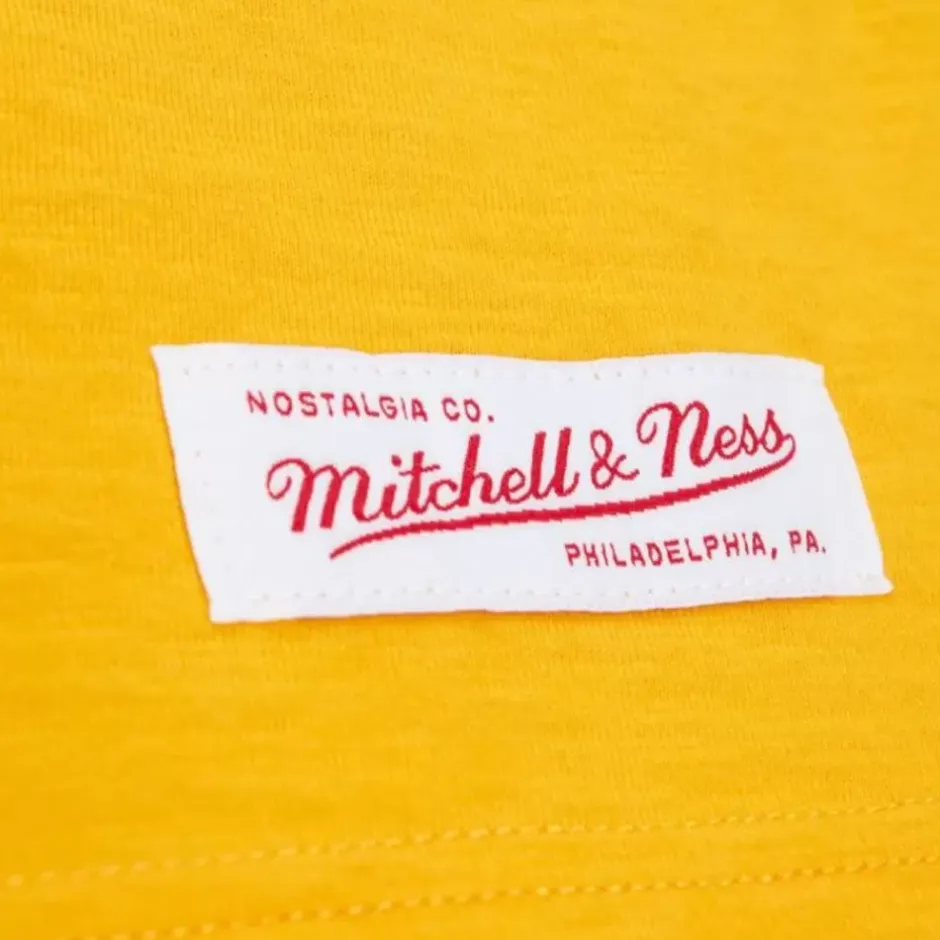 NOSTALGIA CO.
Mitchell & Ness
PHILADELPHIA, PA.